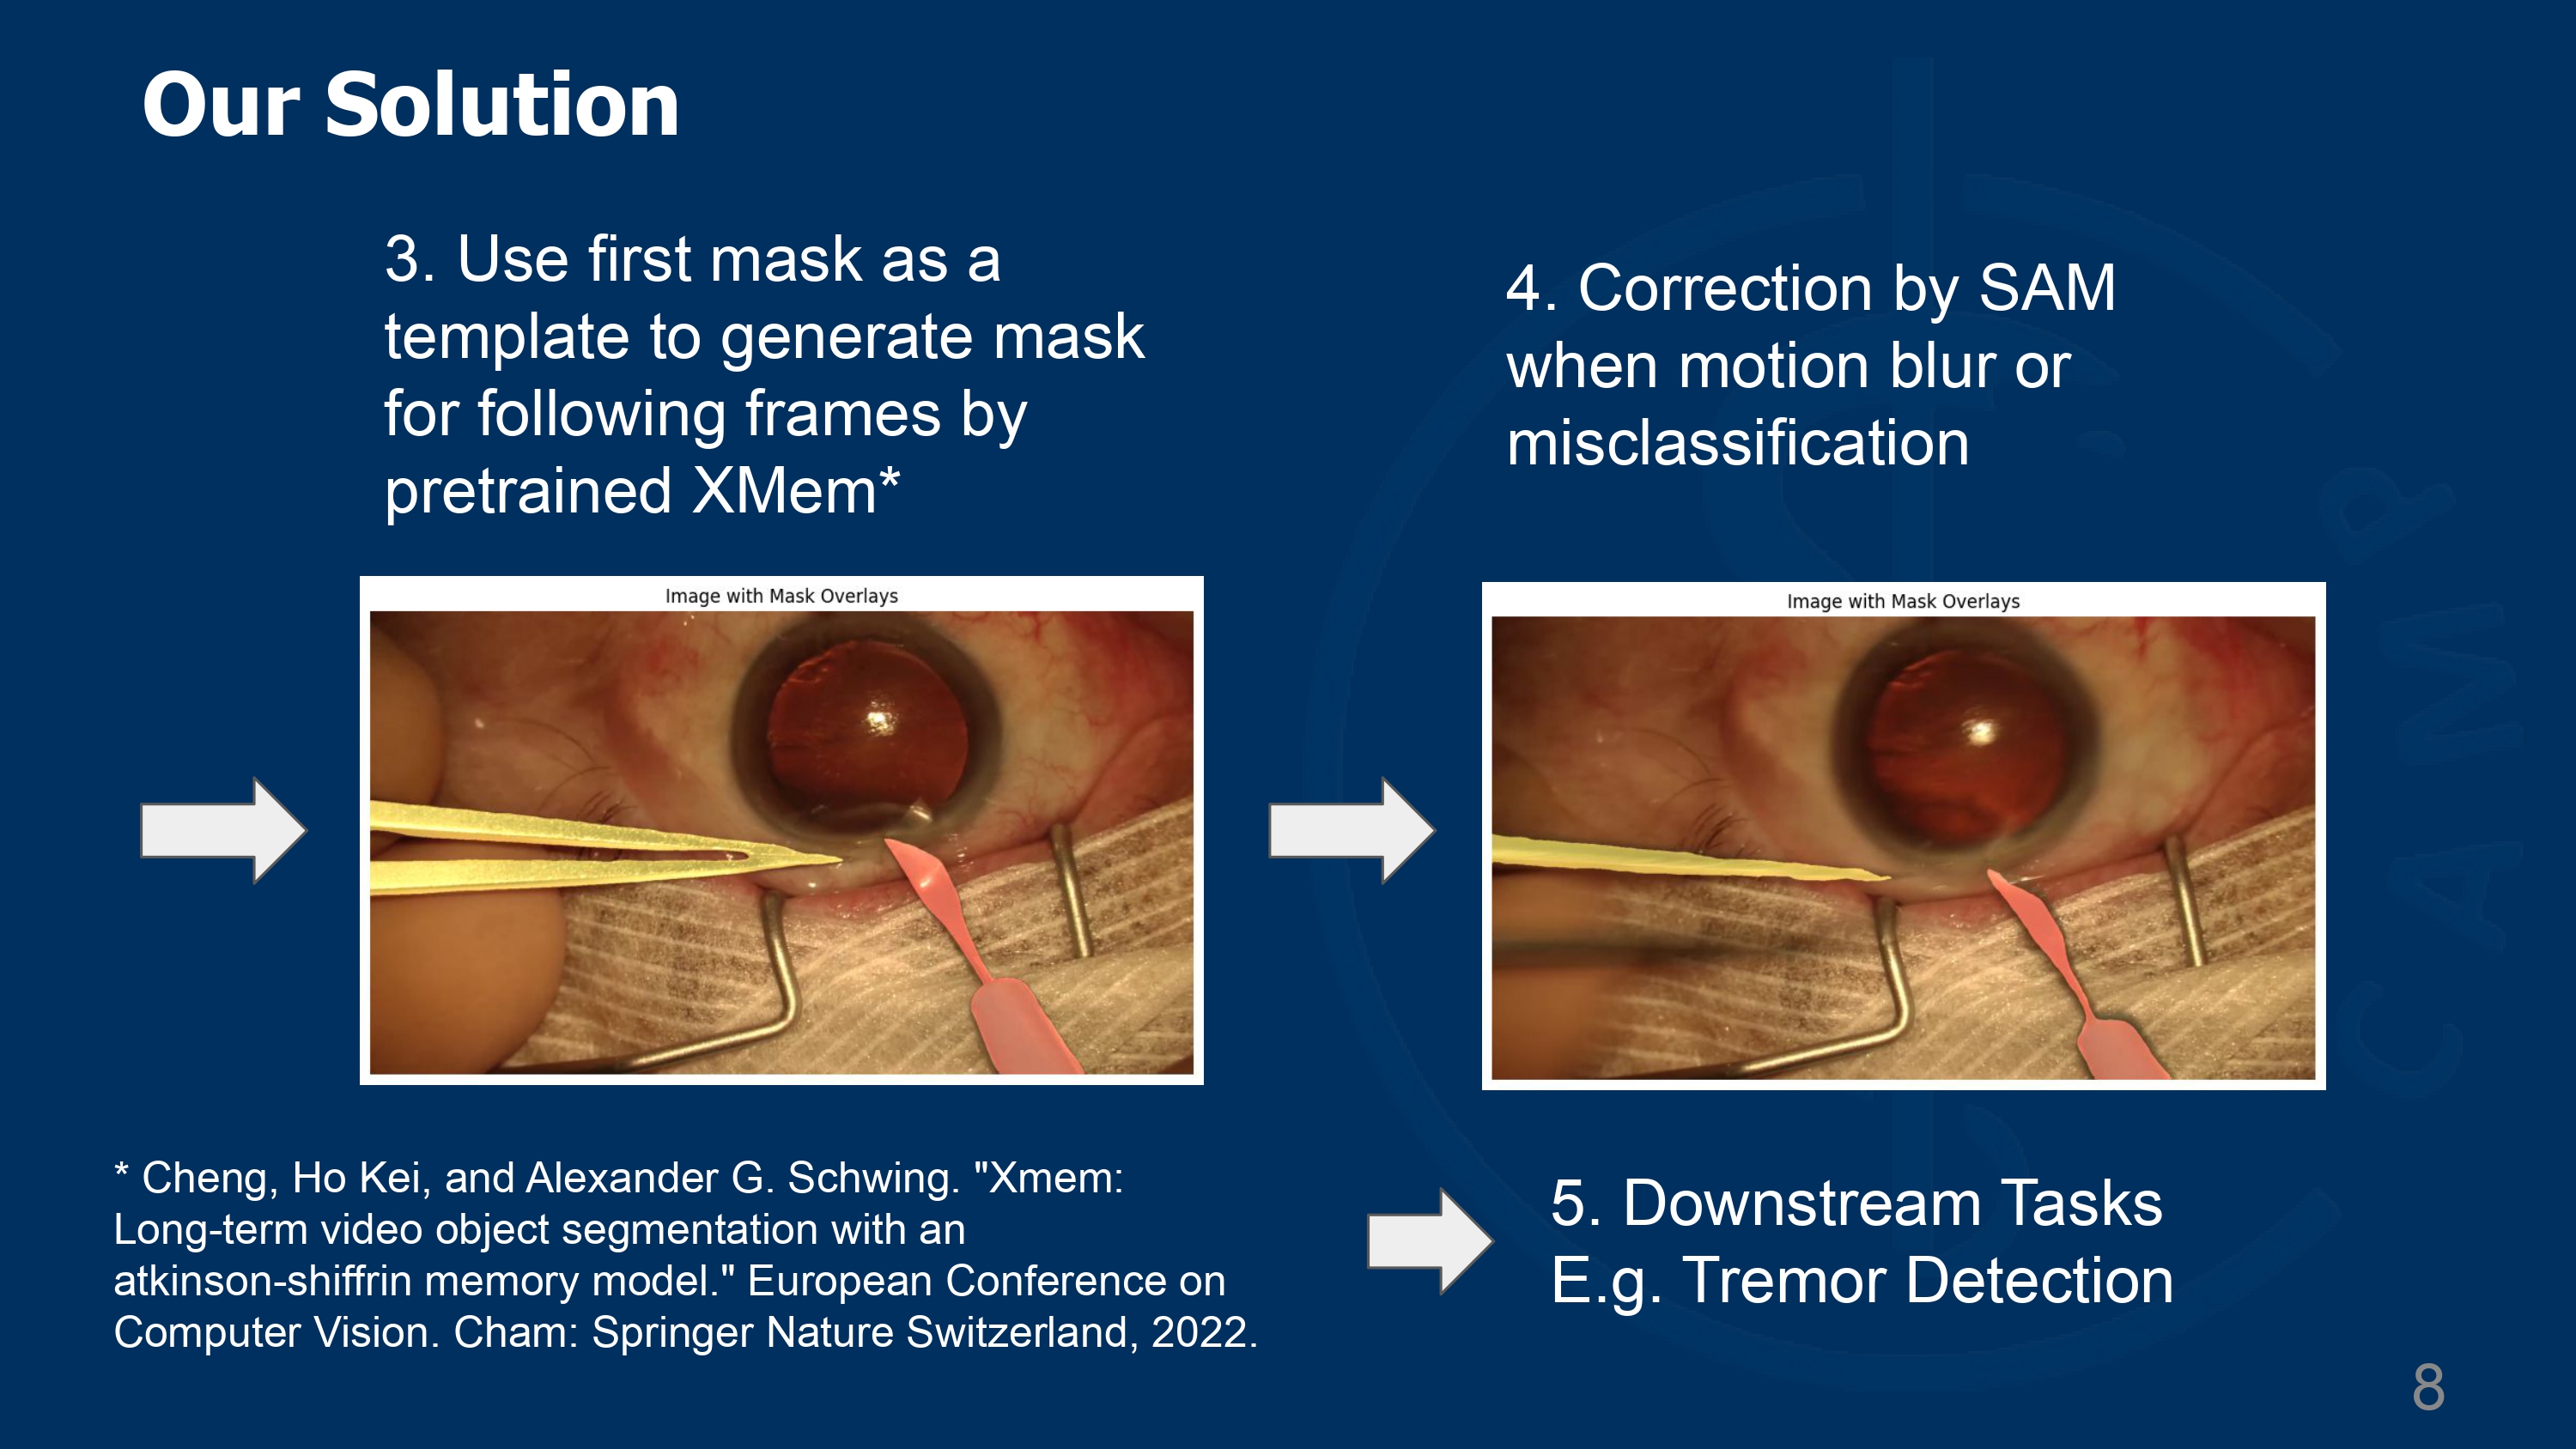 Our Solution
3. Use first mask as a
template to generate mask
for following frames by
pretrained XMem*
4. Correction by SAM
when motion blur or
misclassification
Image with Mask Overlays
Image with Mask Overlays
* Cheng, Ho Kei, and Alexander G. Schwing. "Xmem:
Long-term video object segmentation with an
atkinson-shiffrin memory model." European Conference on
Computer Vision. Cham: Springer Nature Switzerland, 2022.
5. Downstream Tasks
E.g. Tremor Detection
CAMP
8